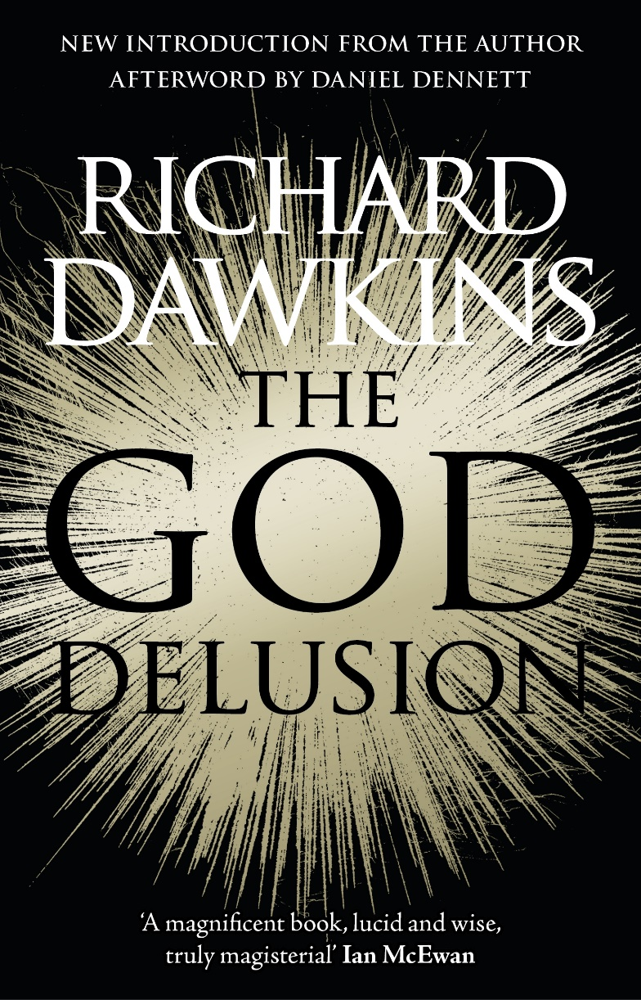 NEW INTRODUCTION FROM THE AUTHOR
AFTERWORD BY DANIEL DENNETT
RICHARD
DAWKINS
THE
GOD
DELUSION
‘A magnificent book, lucid and wise,
truly magisterial’ Ian McEwan